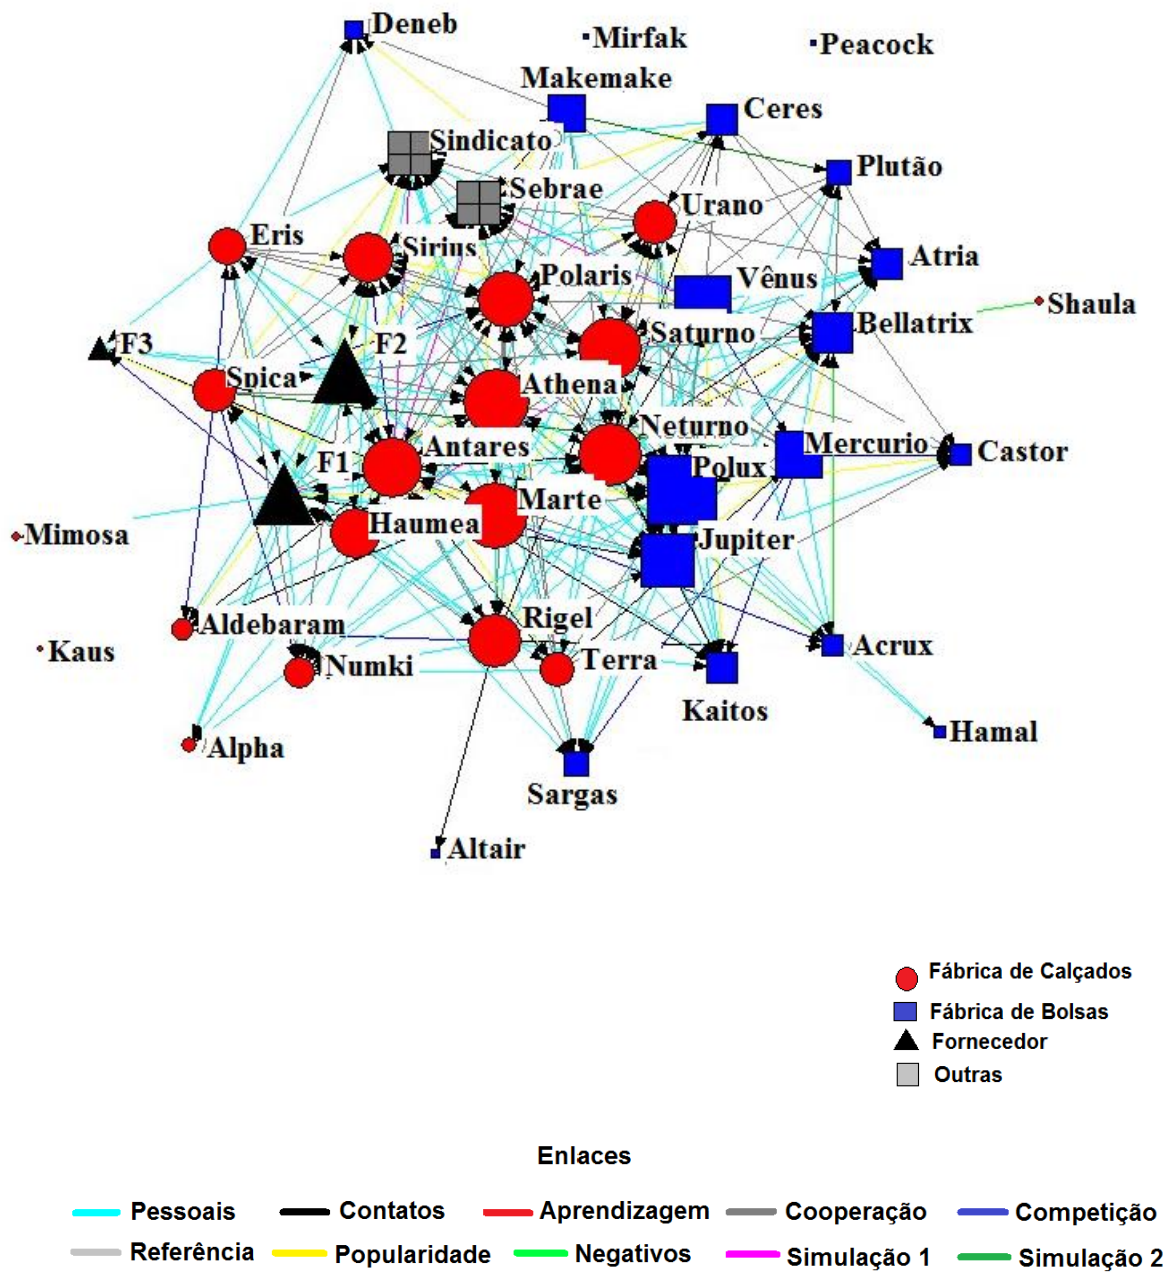 Deneb
Mirfak
Peacock
Makemake
Ceres
Sindicato
Plutão
Sebrae
Urano
Eris
Sirius
Polaris
Atria
Vênus
Shaula
Bellatrix
F3
F2
Saturno
Spica
Athena
Neturno
Mercurio
Antares
Castor
F1
Polux
Marte
Haumea
Mimosa
Jupiter
Rigel
Aldebaram
Acrux
Kaus
Numki
Terra
Kaitos
Hamal
Alpha
Sargas
Altair
Fábrica de Calçados
Fábrica de Bolsas
Fornecedor
Outras
Enlaces
Pessoais Contatos Aprendizagem Cooperação Competição
Referência Popularidade Negativos Simulação 1 Simulação 2